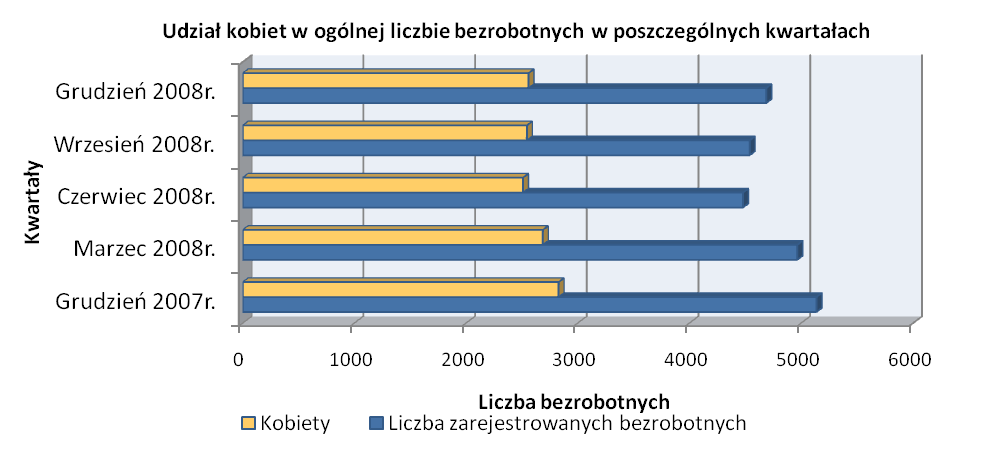 Udział kobiet w ogólnej liczbie bezrobotnych w poszczególnych kwartałach
Kwartały
Grudzień 2008r.
Wrzesień 2008r.
Czerwiec 2008r.
Marzec 2008r.
Grudzień 2007r.
0 1000 2000 3000 4000 5000 6000
Liczba bezrobotnych
Kobiety Liczba zarejestrowanych bezrobotnych